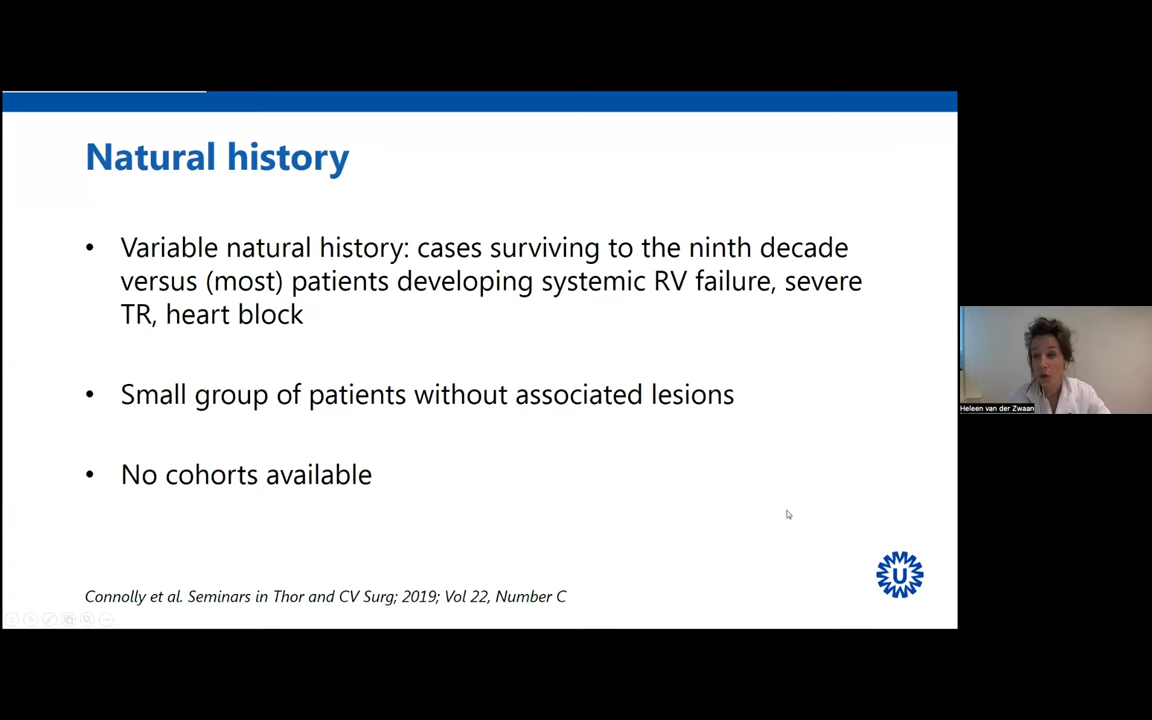 Natural history
• Variable natural history: cases surviving to the ninth decade
versus (most) patients developing systemic RV failure, severe
TR, heart block
• Small group of patients without associated lesions
• No cohorts available
Connolly et al. Seminars in Thor and CV Surg; 2019; Vol 22, Number C
U
Heleen van der Zwaan